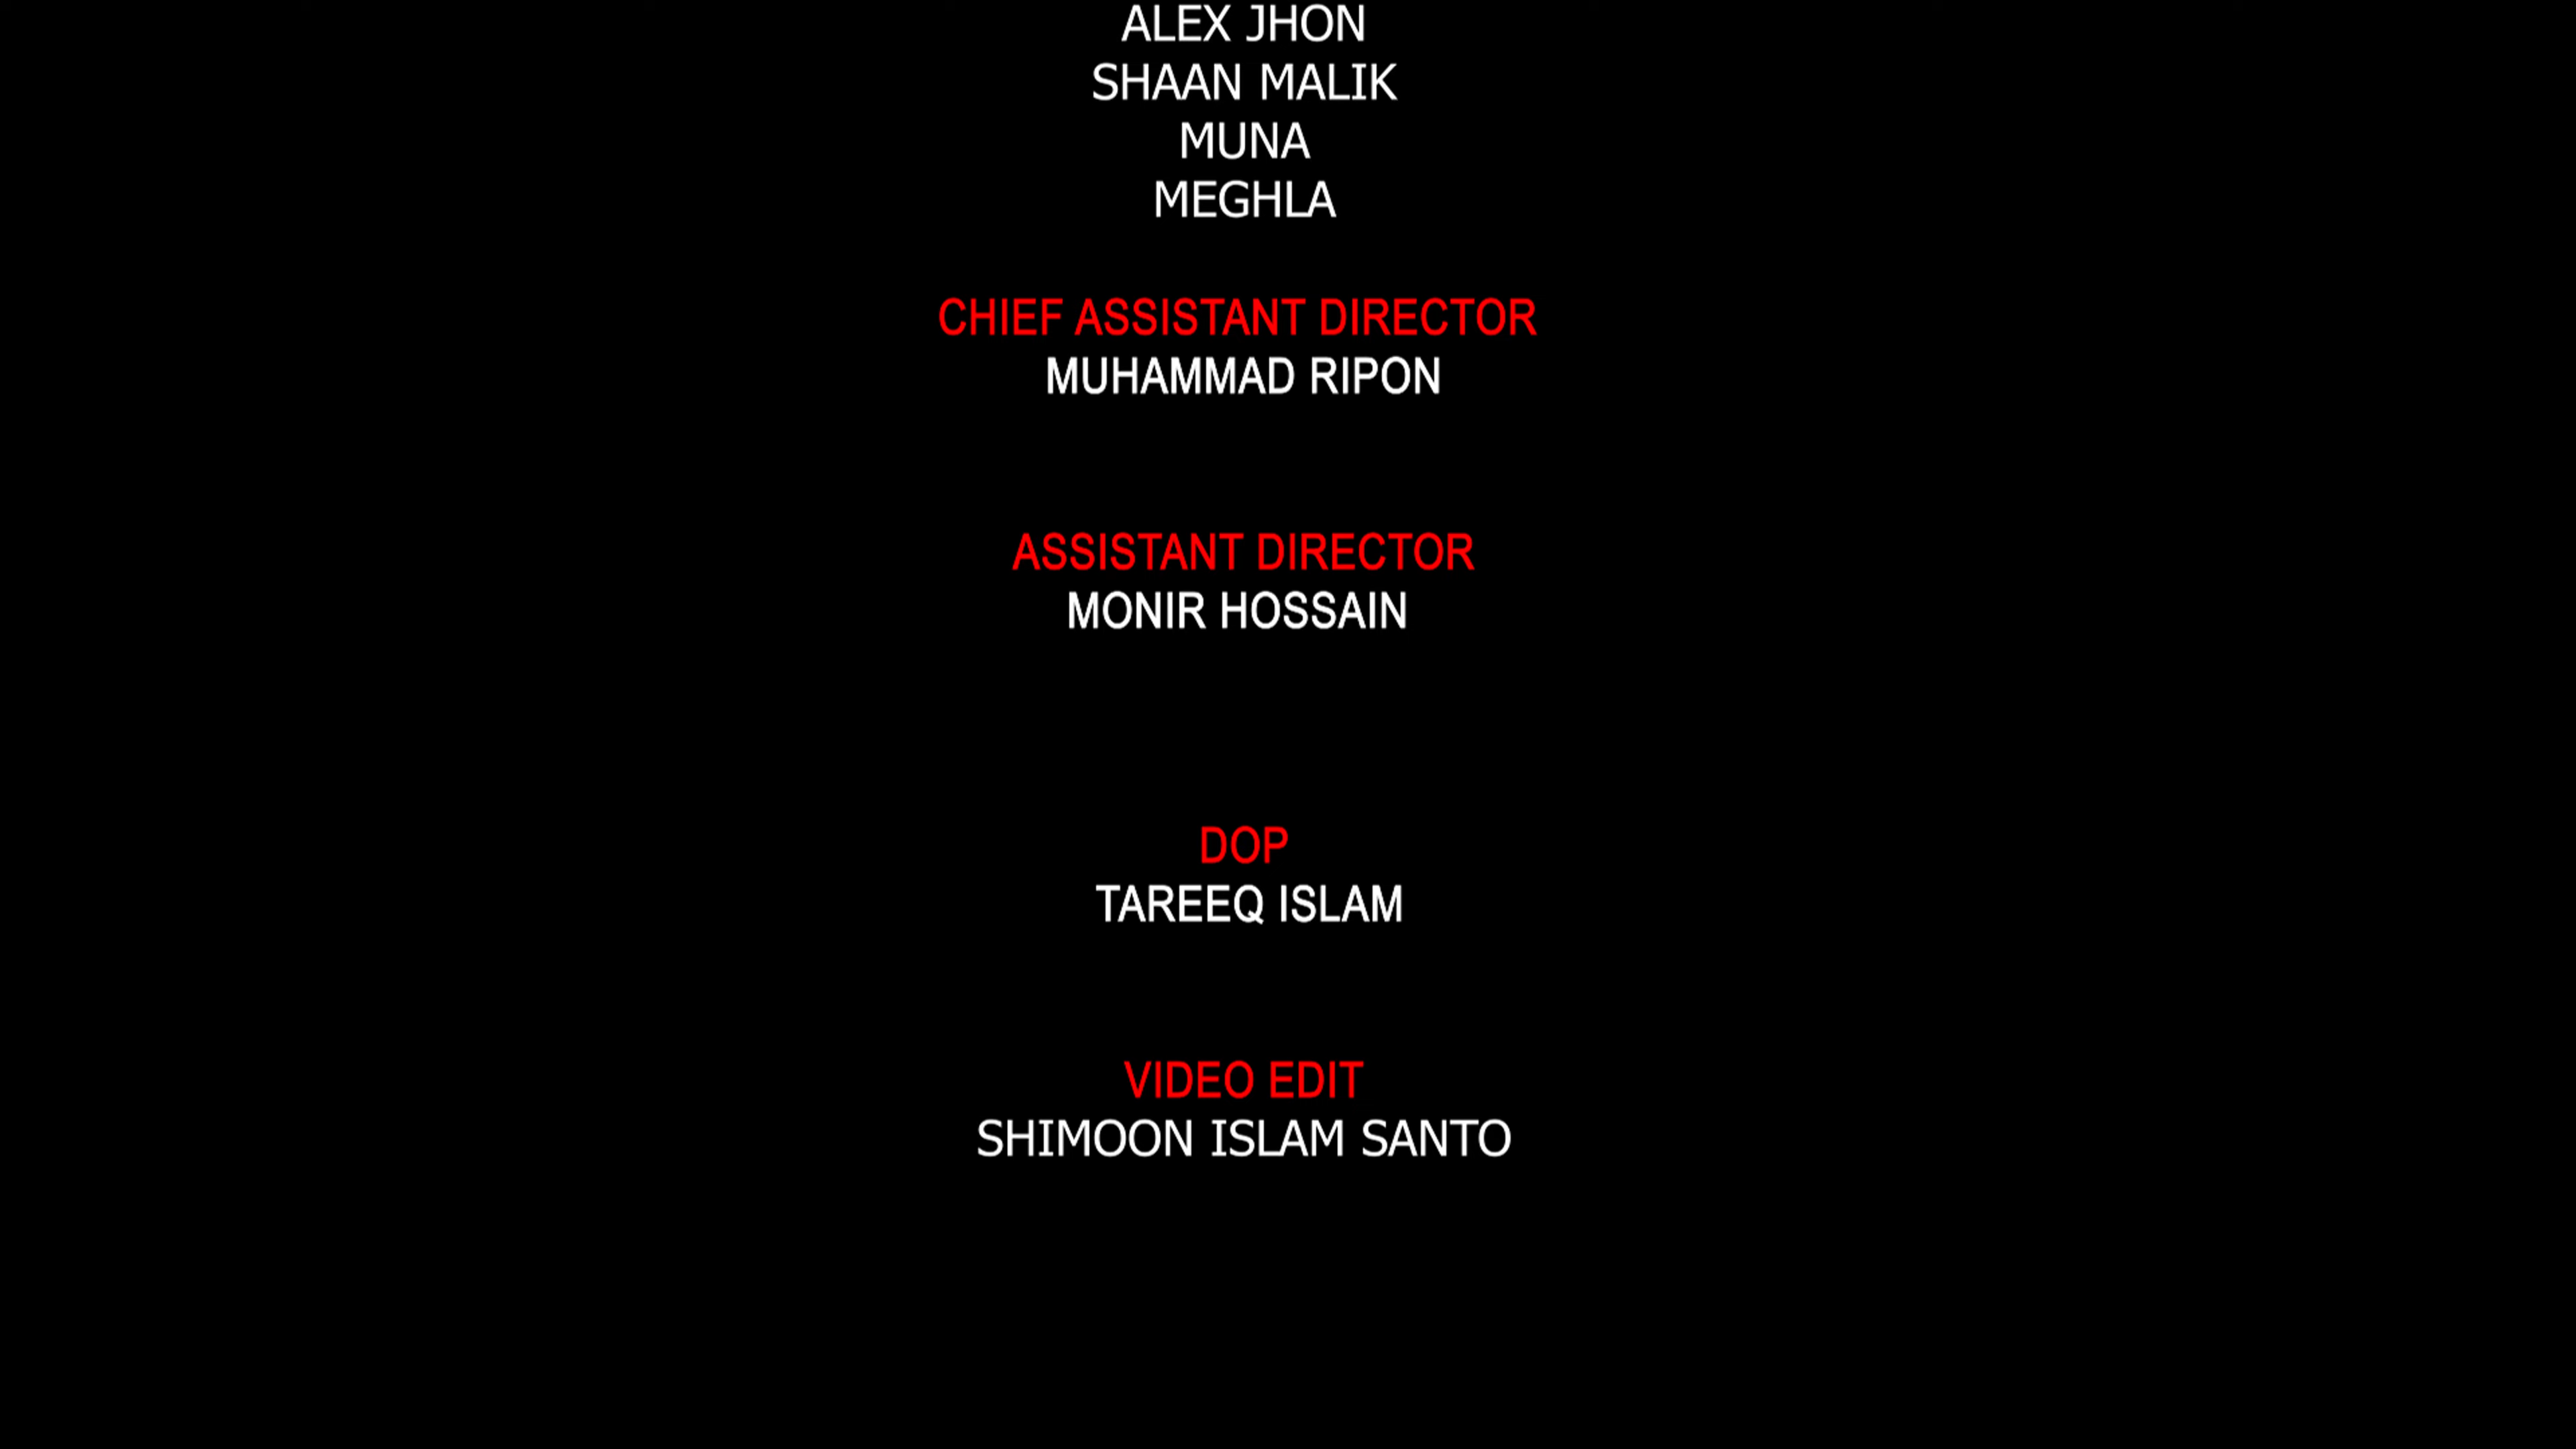 ALEX JHON
SHAAN MALIK
MUNA
MEGHLA
CHIEF ASSISTANT DIRECTOR
MUHAMMAD RIPON
ASSISTANT DIRECTOR
MONIR HOSSAIN
DOP
TAREEQ ISLAM
VIDEO EDIT
SHIMOON ISLAM SANTO